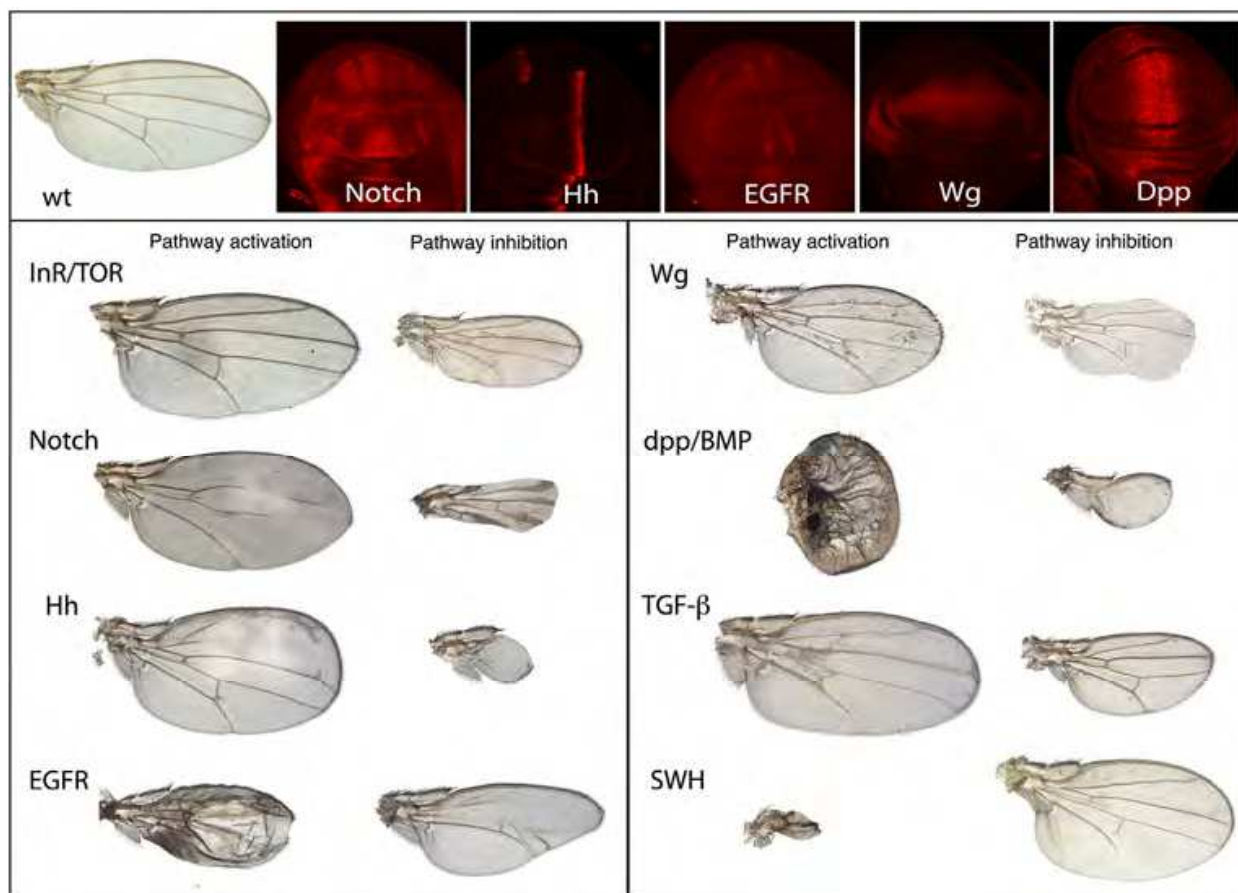 wt
Notch
Hh
EGFR
Wg
Dpp
Pathway activation
Pathway inhibition
InR/TOR
Notch
Hh
EGFR
Pathway activation
Pathway inhibition
Wg
dpp/BMP
TGF-β
SWH